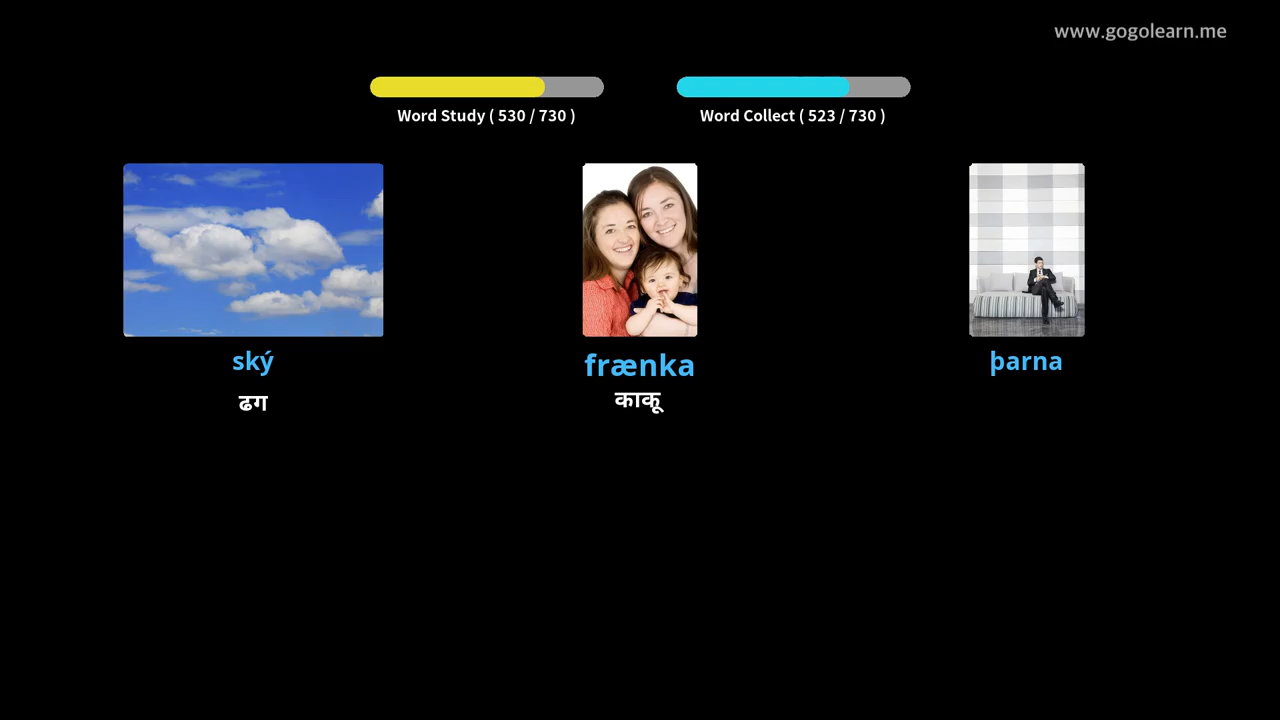 www.gogolearn.me
Word Study ( 530 / 730 )
Word Collect ( 523 / 730 )
ský
frænka
þarna
ढग
काकू